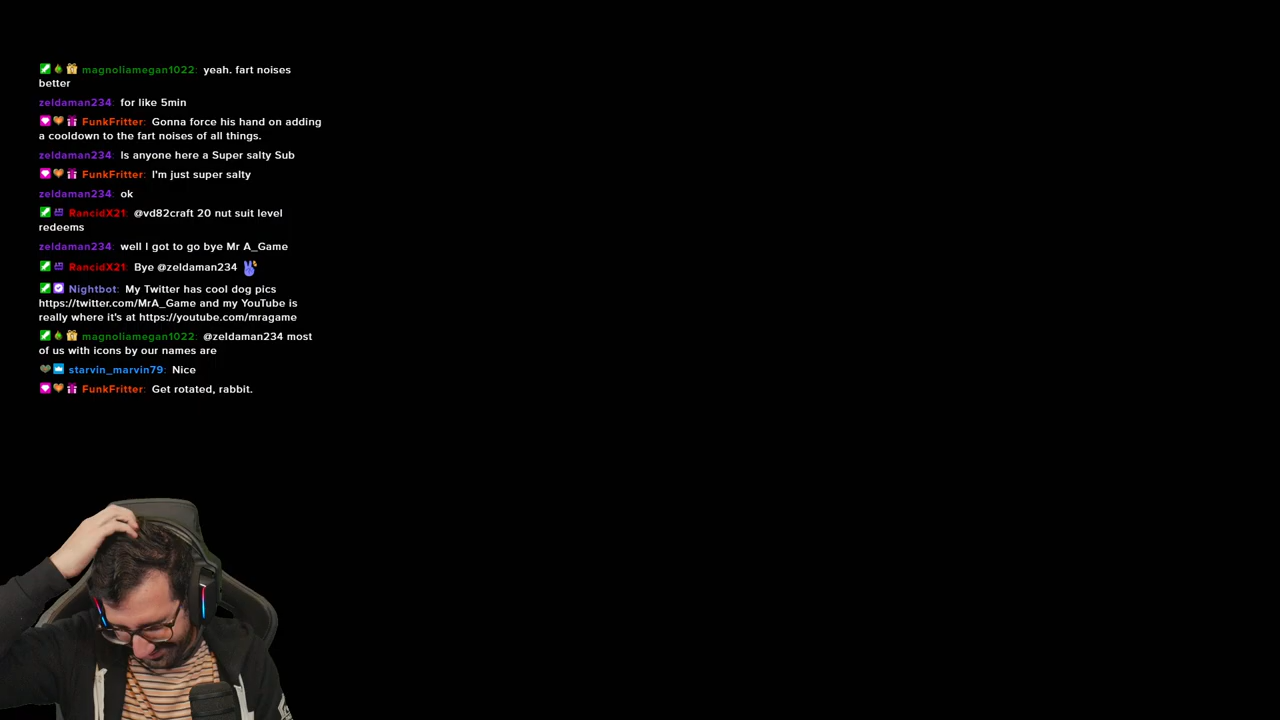 magnoliamegan1022: yeah. fart noises
better
zeldaman234: for like 5min
FunkFritter: Gonna force his hand on adding
a cooldown to the fart noises of all things.
zeldaman234: Is anyone here a Super salty Sub
FunkFritter: I'm just super salty
zeldaman234: ok
RancidX21: @vd82craft 20 nut suit level
redeems
zeldaman234: well I got to go bye Mr A_Game
RancidX21: Bye @zeldaman234
Nightbot: My Twitter has cool dog pics
https://twitter.com/MrA_Game and my YouTube is
really where it's at https://youtube.com/mragame
magnoliamegan1022: @zeldaman234 most
of us with icons by our names are
starvin_marvin79: Nice
FunkFritter: Get rotated, rabbit.